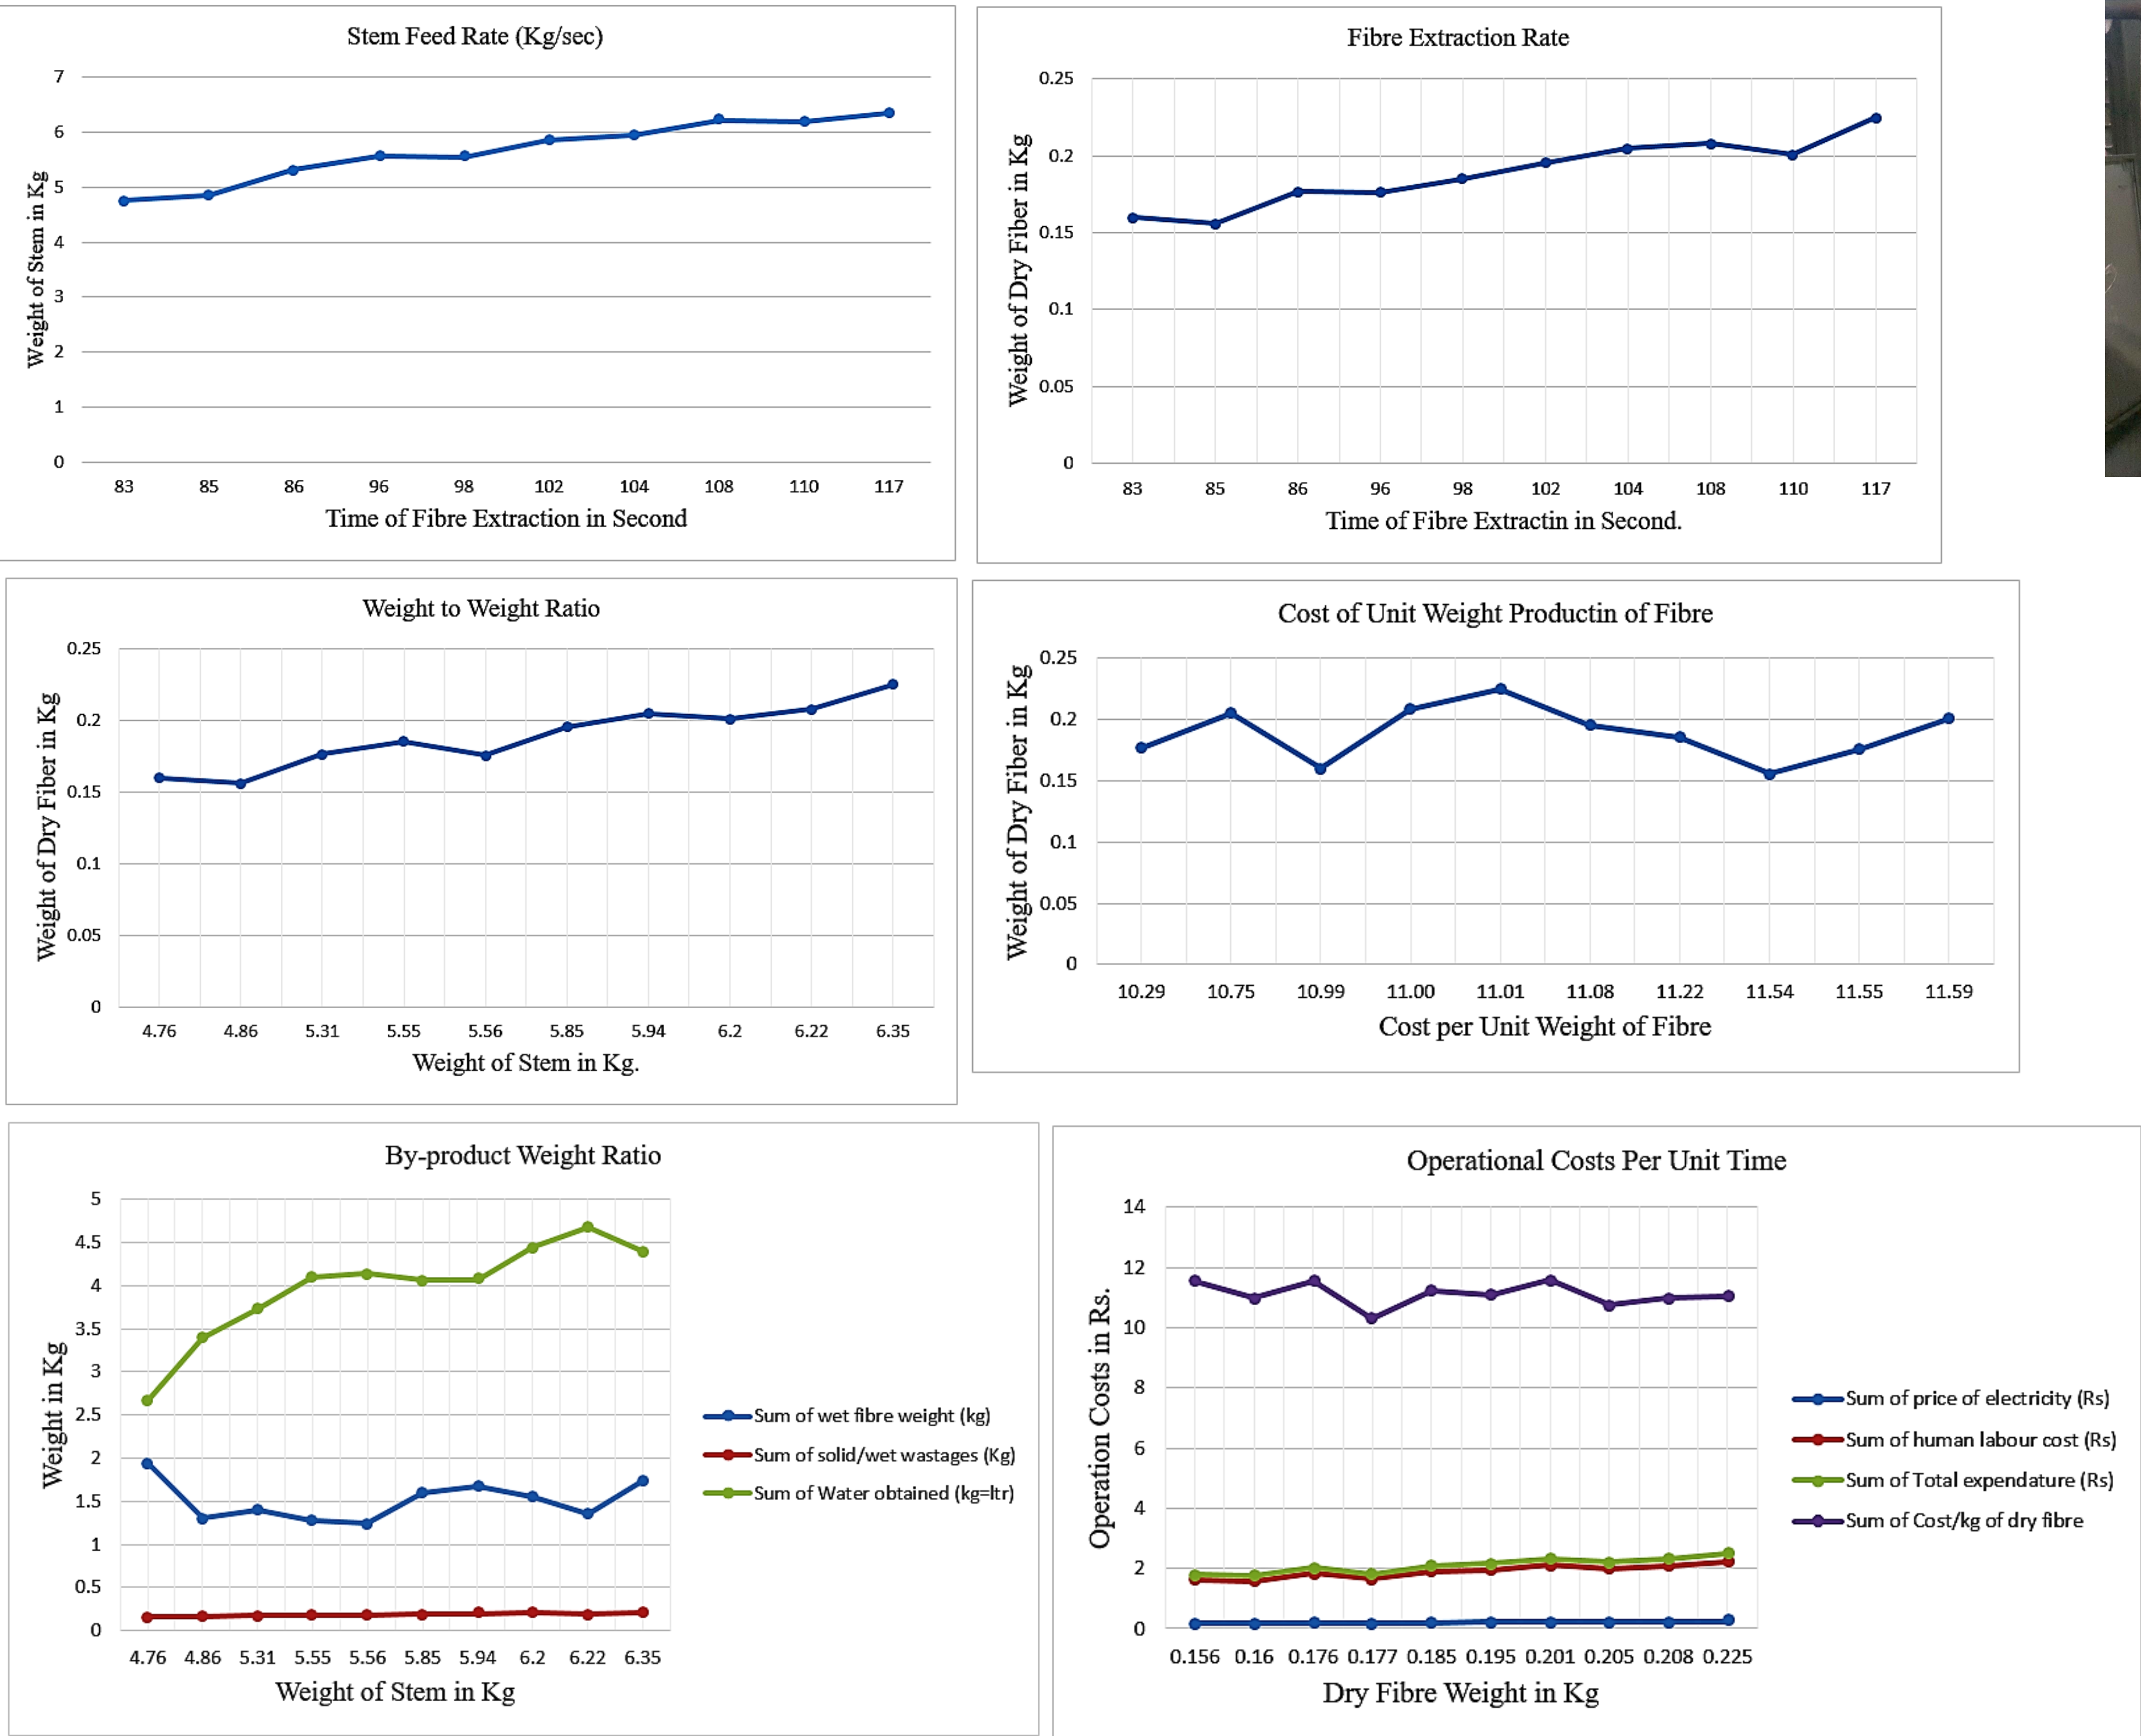 Stem Feed Rate (Kg/sec)
7
6
5
4
3
2
1
0
Weight of Stem in Kg
83 85 86 96 98 102 104 108 110 117
Time of Fibre Extraction in Second
Fibre Extraction Rate
0.25
0.2
0.15
0.1
0.05
0
Weight of Dry Fiber in Kg
83 85 86 96 98 102 104 108 110 117
Time of Fibre Extractin in Second.
Weight to Weight Ratio
0.25
0.2
0.15
0.1
0.05
0
Weight of Dry Fiber in Kg
4.76 4.86 5.31 5.55 5.56 5.85 5.94 6.2 6.22 6.35
Weight of Stem in Kg.
Cost of Unit Weight Productin of Fibre
0.25
0.2
0.15
0.1
0.05
0
Weight of Dry Fiber in Kg
10.29 10.75 10.99 11.00 11.01 11.08 11.22 11.54 11.55 11.59
Cost per Unit Weight of Fibre
By-product Weight Ratio
5
4.5
4
3.5
3
2.5
2
1.5
1
0.5
0
Weight in Kg
4.76 4.86 5.31 5.55 5.56 5.85 5.94 6.2 6.22 6.35
Weight of Stem in Kg
Sum of wet fibre weight (kg)
Sum of solid/wet wastages (Kg)
Sum of Water obtained (kg=ltr)
Operational Costs Per Unit Time
14
12
10
8
6
4
2
0
Operation Costs in Rs.
0.156 0.16 0.176 0.177 0.185 0.195 0.201 0.205 0.208 0.225
Dry Fibre Weight in Kg
Sum of price of electricity (Rs)
Sum of human labour cost (Rs)
Sum of Total expendature (Rs)
Sum of Cost/kg of dry fibre